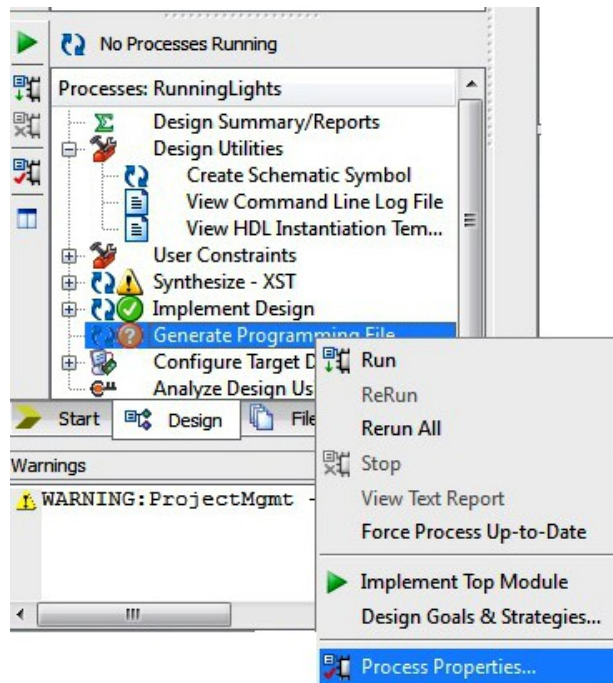 No Processes Running
Processes: RunningLights
Design Summary/Reports
Design Utilities
Create Schematic Symbol
View Command Line Log File
View HDL Instantiation Tem...
User Constraints
Synthesize - XST
Implement Design
Generate Programming File
Configure Target D
Analyze Design Us
Start Design File
Warnings
WARNING:ProjectMgmt -
Run
ReRun
Rerun All
Stop
View Text Report
Force Process Up-to-Date
Implement Top Module
Design Goals & Strategies...
Process Properties...